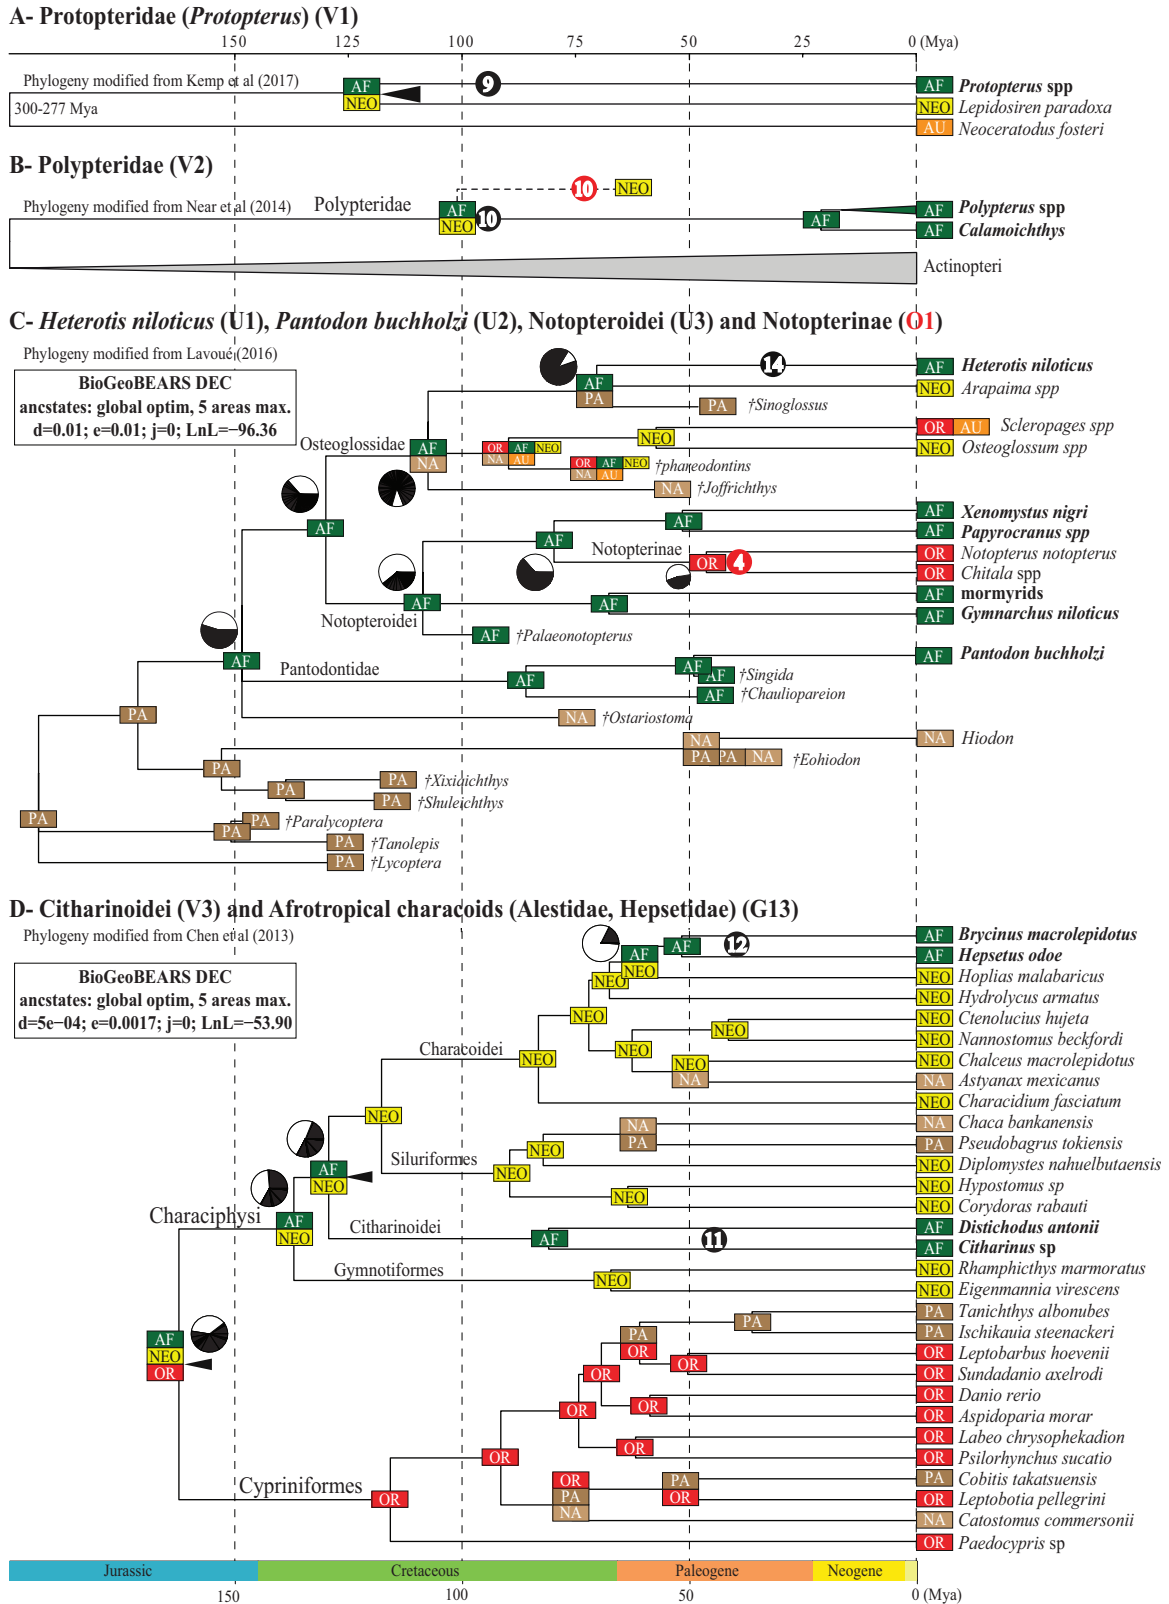 A- Protopteridae (Protopterus) (V1)
150 125 100 75 50 25 0 (Mya)
Phylogeny modified from Kemp et al (2017)
300-277 Mya
AF
NEO
9
AF Protopterus spp
NEO Lepidosiren paradoxa
AU Neoceratodus fosteri
B- Polypteridae (V2)
10 NEO
Phylogeny modified from Near et al (2014) Polypteridae
AF
NEO
10
AF
AF Polypterus spp
AF Calamoichthys
Actinopteri
C- Heterotis niloticus (U1), Pantodon buchholzi (U2), Notopteroidei (U3) and Notopterinae (O1)
Phylogeny modified from Lavoué (2016)
BioGeoBEARS DEC
ancstates: global optim, 5 areas max.
d=0.01; e=0.01; j=0; LnL=−96.36
14
AF Heterotis niloticus
AF
PA
NEO Arapaima spp
PA †Sinoglossus
Osteoglossidae
AF
NA
NEO
OR AU Scleropages spp
NEO Osteoglossum spp
OR AF NEO
NA AU
OR AF NEO
NA AU
†phareodontins
NA †Joffrichthys
AF
AF Xenomystus nigri
AF
AF Papyrocranus spp
AF
Notopterinae
OR Notopterus notopterus
OR 4
OR Chitala spp
AF
AF mormyrids
AF
AF Gymnarchus niloticus
Notopteroidei
AF †Palaeonotopterus
AF
Pantodontidae
AF Pantodon buchholzi
AF
AF †Singida
AF
AF †Chauliopareion
PA
NA †Ostariostoma
NA
NA Hiodon
PA PA NA †Eohiodon
PA
PA †Xixiaichthys
PA
PA †Shuleichthys
PA
PA †Paralycoptera
PA
PA †Tanolepis
PA †Lycoptera
D- Citharinoidei (V3) and Afrotropical characoids (Alestidae, Hepsetidae) (G13)
Phylogeny modified from Chen et al (2013)
BioGeoBEARS DEC
ancstates: global optim, 5 areas max.
d=5e−04; e=0.0017; j=0; LnL=−53.90
AF Brycinus macrolepidotus
AF 12
AF
NEO
AF Hepsetus odoe
NEO
NEO Hoplias malabaricus
NEO Hydrolycus armatus
NEO
NEO Ctenolucius hujeta
NEO
NEO Nannostomus beckfordi
NEO
Characoidei
NEO
NEO
NA
NEO Chalceus macrolepidotus
NA Astyanax mexicanus
NEO Characidium fasciatum
NEO
NA
PA
NA Chaca bankanensis
PA Pseudobagrus tokiensis
NEO
Siluriformes
NEO
NEO Diplomystes nahuelbutaensis
AF
NEO
NEO
NEO Hypostomus sp
NEO Corydoras rabauti
Characiphysi
AF
NEO
Citharinoidei
AF
11
AF Distichodus antonii
AF Citharinus sp
Gymnotiformes
NEO
NEO Rhamphicthys marmoratus
NEO Eigenmannia virescens
PA
PA Tanichthys albonubes
PA Ischikauia steenackeri
AF
NEO
OR
PA
OR
OR Leptobarbus hoevenii
OR
OR Sundadanio axelrodi
OR
OR Danio rerio
OR
OR Aspidoparia morar
OR
OR Labeo chrysophekadion
OR
OR Psilorhynchus sucatio
OR
OR
PA
NA
PA
OR
PA Cobitis takatsuensis
OR Leptobotia pellegrini
Cypriniformes
OR
NA Catostomus commersonii
OR Paedocypris sp
Jurassic Cretaceous Paleogene Neogene
150 100 50 0 (Mya)